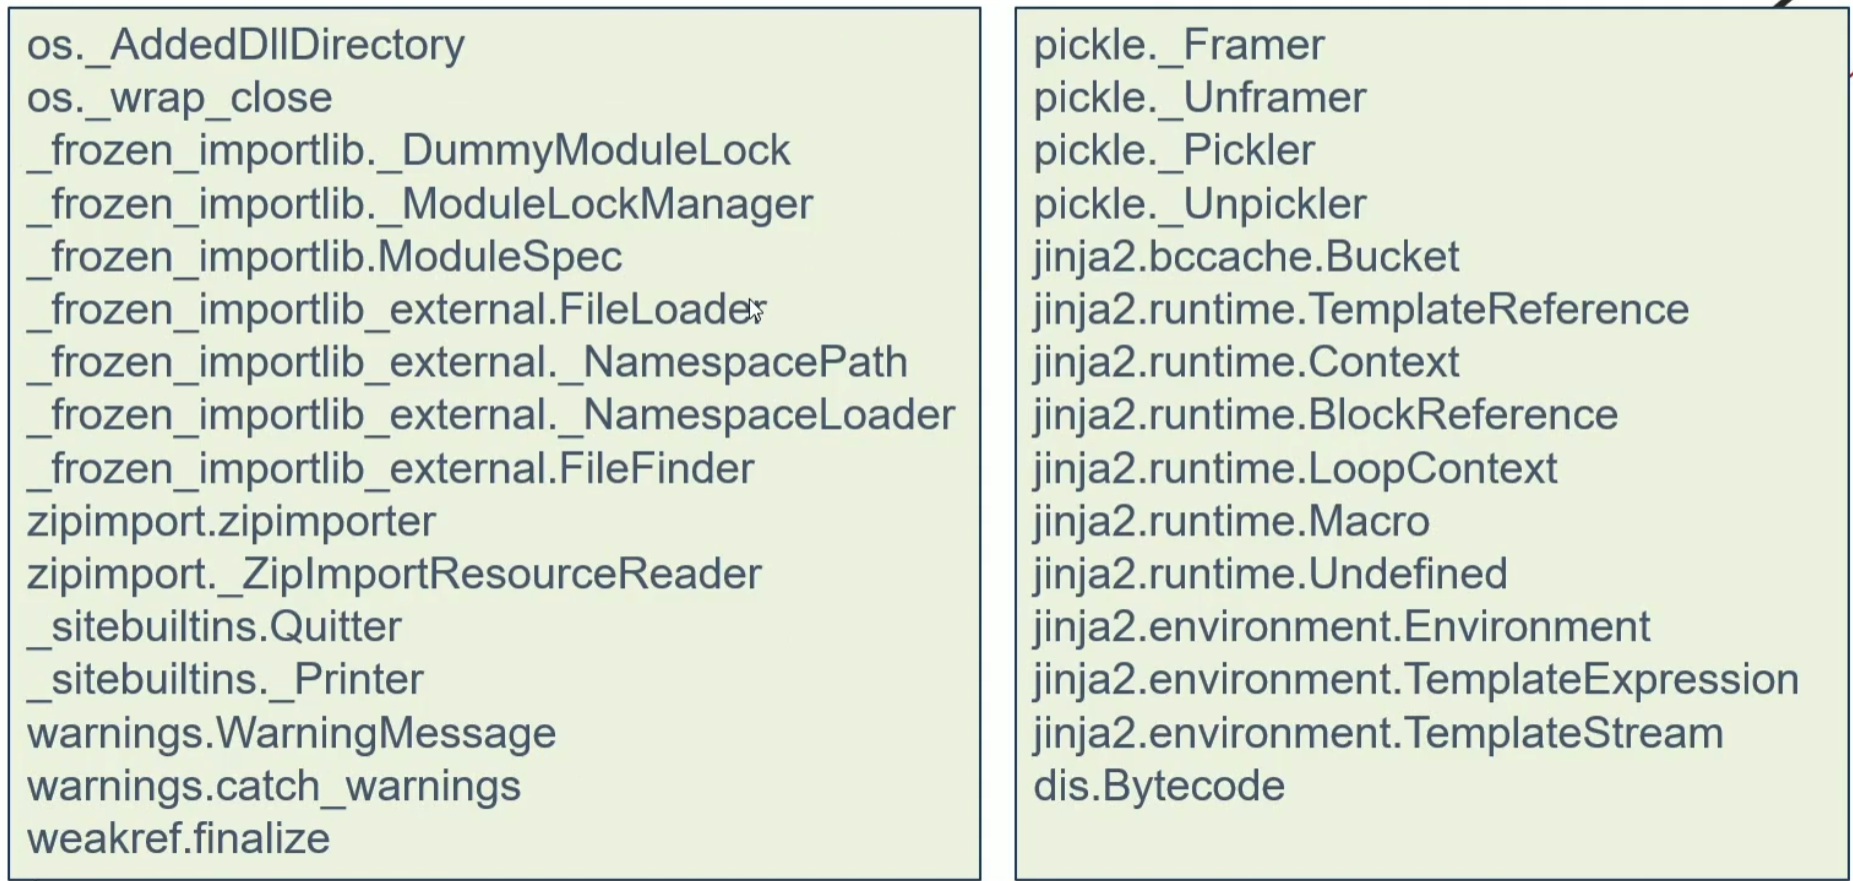 os._AddedDllDirectory
os._wrap_close
_frozen_importlib._DummyModuleLock
_frozen_importlib._ModuleLockManager
_frozen_importlib.ModuleSpec
_frozen_importlib_external.FileLoader
_frozen_importlib_external._NamespacePath
_frozen_importlib_external._NamespaceLoader
_frozen_importlib_external.FileFinder
zipimport.zipimporter
zipimport._ZipImportResourceReader
_sitebuiltins.Quitter
_sitebuiltins._Printer
warnings.WarningMessage
warnings.catch_warnings
weakref.finalize
pickle._Framer
pickle._Unframer
pickle._Pickler
pickle._Unpickler
jinja2.bccache.Bucket
jinja2.runtime.TemplateReference
jinja2.runtime.Context
jinja2.runtime.BlockReference
jinja2.runtime.LoopContext
jinja2.runtime.Macro
jinja2.runtime.Undefined
jinja2.environment.Environment
jinja2.environment.TemplateExpression
jinja2.environment.TemplateStream
dis.Bytecode